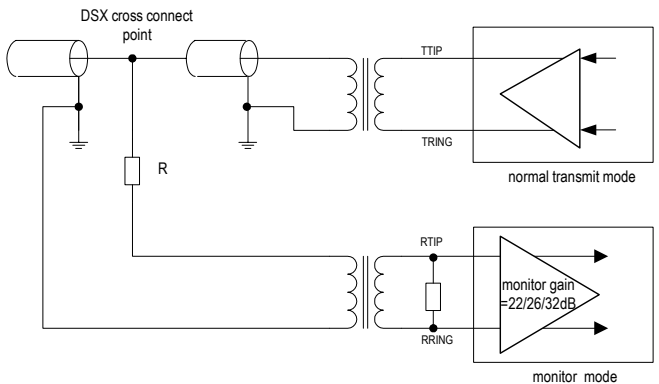 DSX cross connect
point
TTIP
TRING
normal transmit mode
R
RTIP
monitor gain
=22/26/32dB
RRING
monitor mode